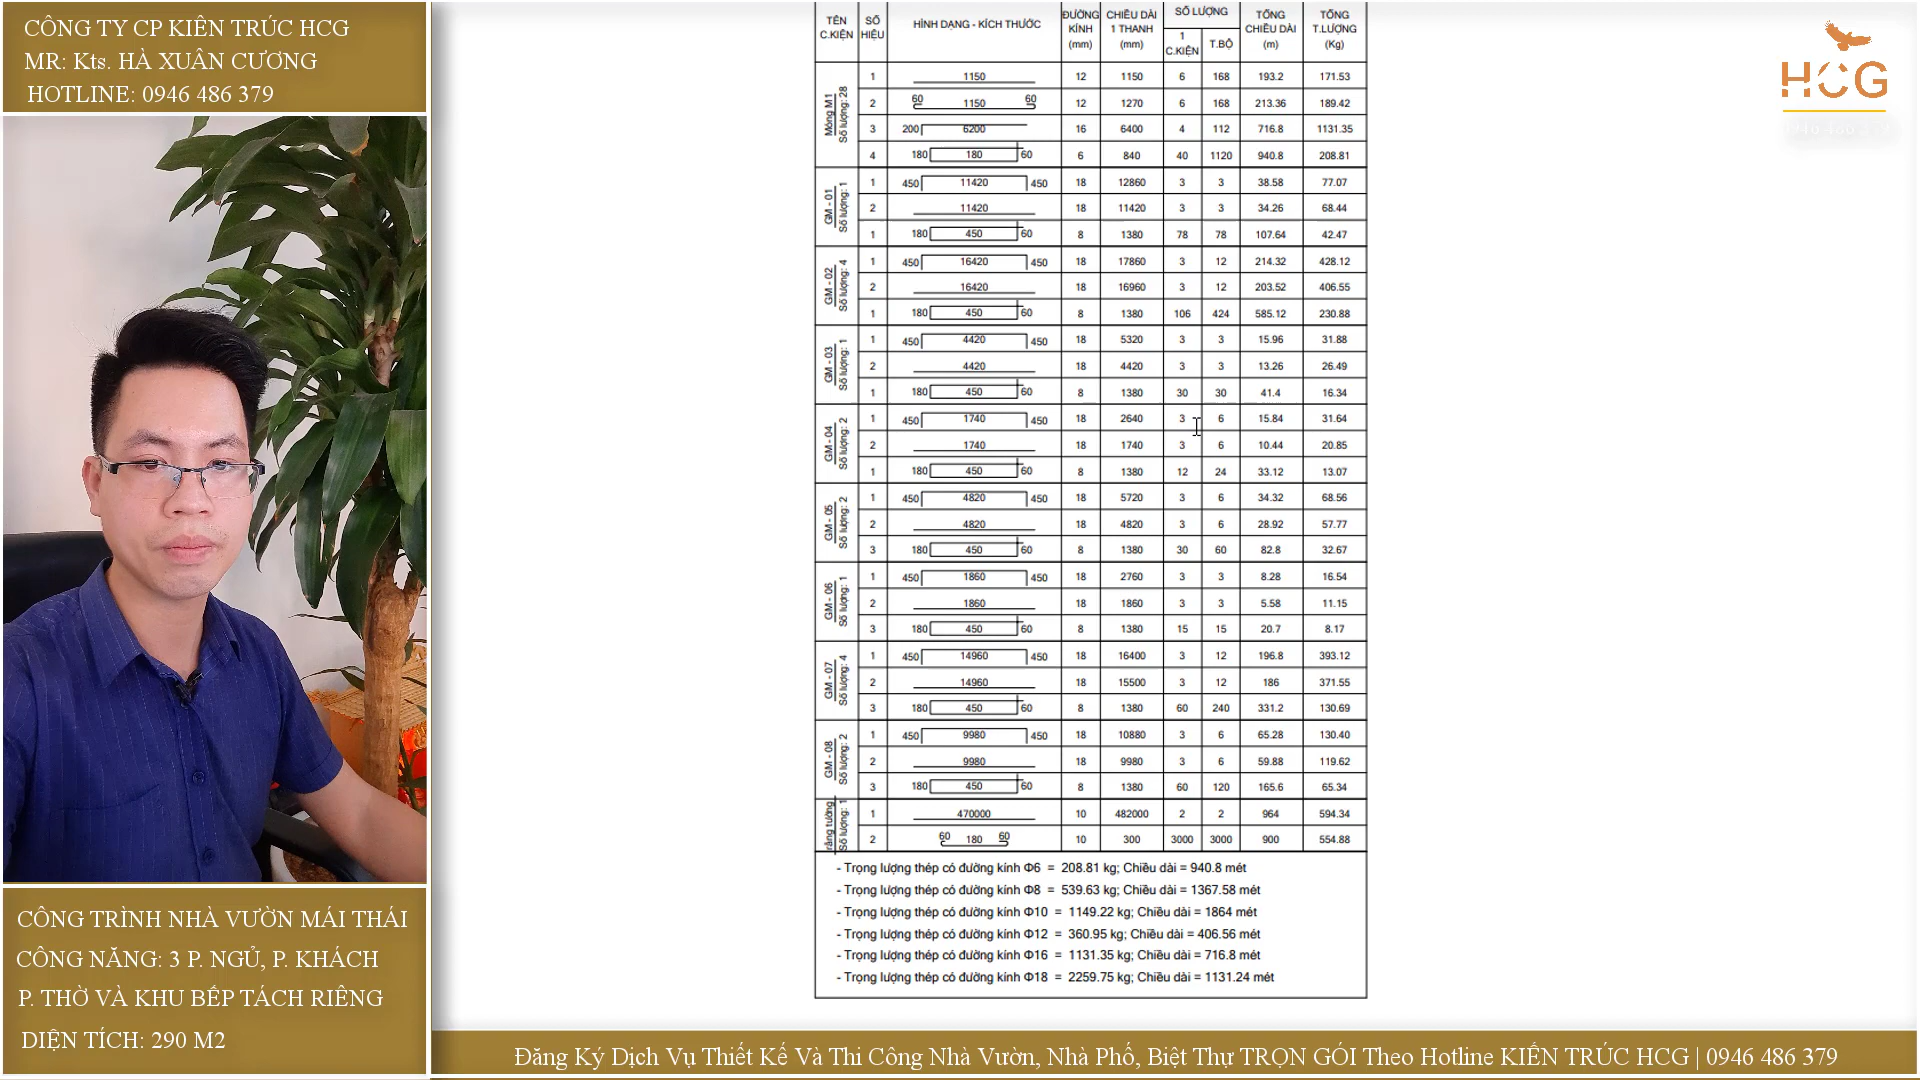 CÔNG TY CP KIÊN TRÚC HCG
MR: Kts. HÀ XUÂN CƯƠNG
HOTLINE: 0946 486 379
CÔNG TRÌNH NHÀ VƯỜN MÁI THÁI
CÔNG NĂNG: 3 P. NGỦ, P. KHÁCH
P. THỜ VÀ KHU BẾP TÁCH RIÊNG
DIỆN TÍCH: 290 M2
TÊN C.KIỆN SỐ HIỆU HÌNH DẠNG - KÍCH THƯỚC ĐƯỜNG KÍNH (mm) CHIỀU DÀI 1 THANH (mm) SỐ LƯỢNG 1 C.KIỆN T.BỘ TỔNG CHIỀU DÀI (m) TỔNG T.LƯỢNG (Kg)
Móng M1 Số lượng: 28
1 1150 12 1150 6 168 193.2 171.53
2 60 1150 60 12 1270 6 168 213.36 189.42
3 200 6200 16 6400 4 112 716.8 1131.35
4 180 180 60 6 840 40 1120 940.8 208.81
GM - 01 Số lượng: 1
1 450 11420 450 18 12860 3 3 38.58 77.07
2 11420 18 11420 3 3 34.26 68.44
1 180 450 60 8 1380 78 78 107.64 42.47
GM - 02 Số lượng: 4
1 450 16420 450 18 17860 3 12 214.32 428.12
2 16420 18 16960 3 12 203.52 406.55
1 180 450 60 8 1380 106 424 585.12 230.88
GM - 03 Số lượng: 1
1 450 4420 450 18 5320 3 3 15.96 31.88
2 4420 18 4420 3 3 13.26 26.49
1 180 450 60 8 1380 30 30 41.4 16.34
GM - 04 Số lượng: 2
1 450 1740 450 18 2640 3 6 15.84 31.64
2 1740 18 1740 3 6 10.44 20.85
1 180 450 60 8 1380 12 24 33.12 13.07
GM - 05 Số lượng: 2
1 450 4820 450 18 5720 3 6 34.32 68.56
2 4820 18 4820 3 6 28.92 57.77
3 180 450 60 8 1380 30 60 82.8 32.67
GM - 06 Số lượng: 1
1 450 1860 450 18 2760 3 3 8.28 16.54
2 1860 18 1860 3 3 5.58 11.15
3 180 450 60 8 1380 15 15 20.7 8.17
GM - 07 Số lượng: 4
1 450 14960 450 18 16400 3 12 196.8 393.12
2 14960 18 15500 3 12 186 371.55
3 180 450 60 8 1380 60 240 331.2 130.69
GM - 08 Số lượng: 2
1 450 9980 450 18 10880 3 6 65.28 130.40
2 9980 18 9980 3 6 59.88 119.62
3 180 450 60 8 1380 60 120 165.6 65.34
tường Số lượng: 1
1 470000 10 482000 2 2 964 594.34
2 60 180 60 10 300 3000 3000 900 554.88
- Trọng lượng thép có đường kính Φ6 = 208.81 kg; Chiều dài = 940.8 mét
- Trọng lượng thép có đường kính Φ8 = 539.63 kg; Chiều dài = 1367.58 mét
- Trọng lượng thép có đường kính Φ10 = 1149.22 kg; Chiều dài = 1864 mét
- Trọng lượng thép có đường kính Φ12 = 360.95 kg; Chiều dài = 406.56 mét
- Trọng lượng thép có đường kính Φ16 = 1131.35 kg; Chiều dài = 716.8 mét
- Trọng lượng thép có đường kính Φ18 = 2259.75 kg; Chiều dài = 1131.24 mét
HCG
Đăng Ký Dịch Vụ Thiết Kế Và Thi Công Nhà Vườn, Nhà Phố, Biệt Thự TRỌN GÓI Theo Hotline KIẾN TRÚC HCG | 0946 486 379